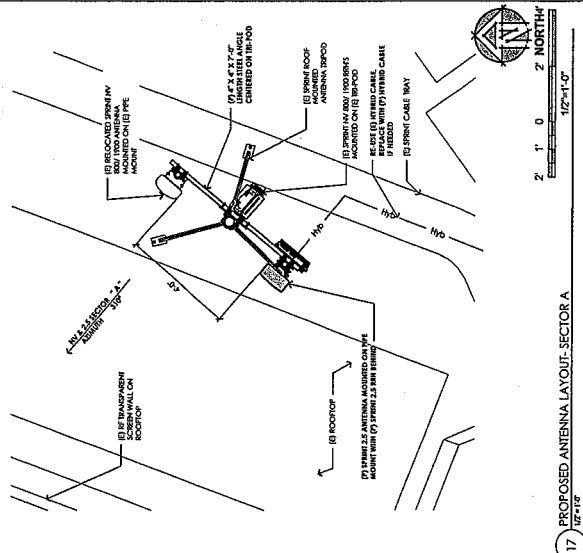 (E) RELOCATED SPRINT NV
800/ 1900 ANTENNA
MOUNTED ON (E) PIPE
MOUNT
(P) 4" X 4" X 7'-0"
LENGTH STEEL ANGLE
CENTERED ON TRI-POD
(E) SPRINT ROOF
MOUNTED
ANTENNA TRIPOD
(E) SPRINT NV 800/ 1900 RRH'S
MOUNTED ON (E) TRI-POD
RE-USE (E) HYBRID CABLE,
REPLACE WITH (P) HYBRID CABLE
IF NEEDED
(E) SPRINT CABLE TRAY
NV & 2.5 SECTOR "A"
AZIMUTH 310°
Hyb
Hyb
Hyb
(E) RF TRANSPARENT
SCREEN WALL ON
ROOFTOP
(E) ROOFTOP
(P) SPRINT 2.5 ANTENNA MOUNTED ON PIPE
MOUNT WITH (P) SPRINT 2.5 RRH BEHIND
NORTH
2' 1' 0 2' 4'
1/2"=1'-0"
17 PROPOSED ANTENNA LAYOUT- SECTOR A
1/2"=1'-0"